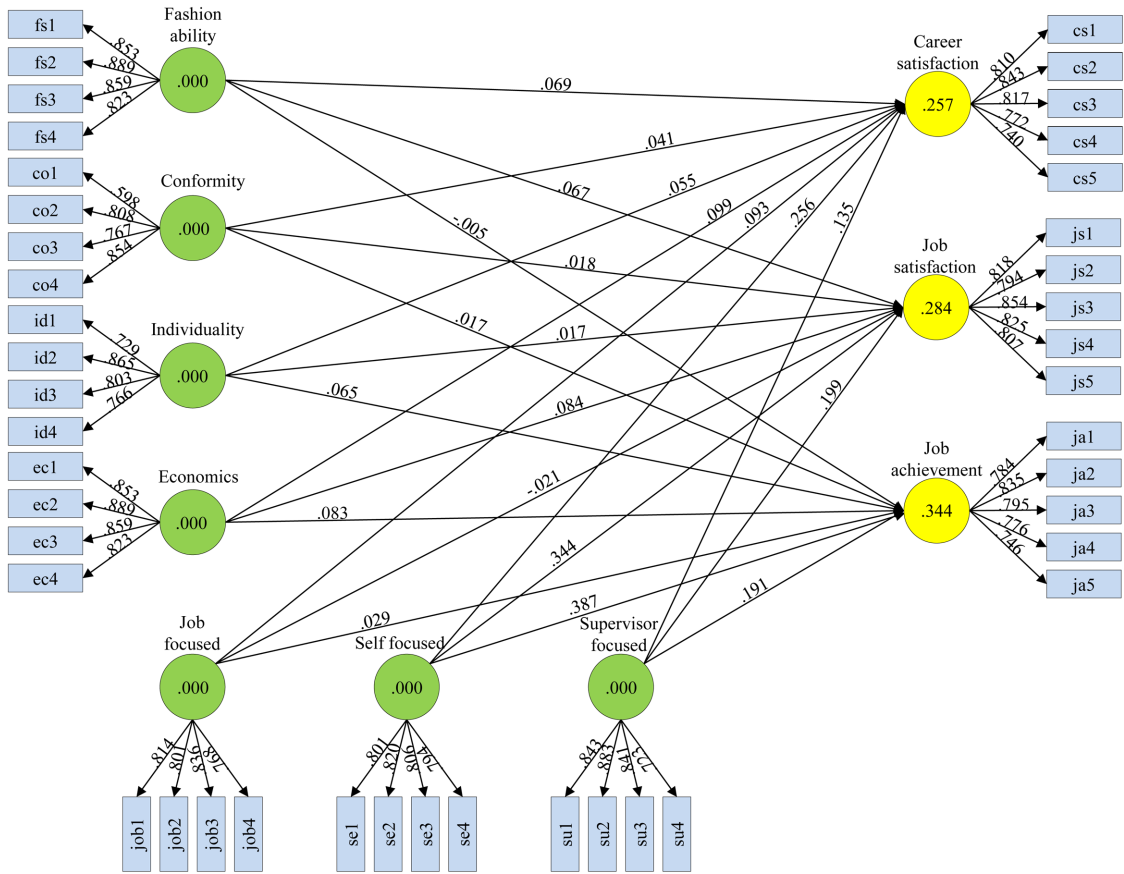 Fashion
ability
.000
fs1
fs2
fs3
fs4
.853
.889
.859
.823
Conformity
.000
co1
co2
co3
co4
.598
.808
.767
.854
Individuality
.000
id1
id2
id3
id4
.729
.865
.803
.766
Economics
.000
ec1
ec2
ec3
ec4
.853
.889
.859
.823
Job
focused
.000
.814
.801
.836
.768
job1
job2
job3
job4
Self focused
.000
.801
.820
.806
.794
se1
se2
se3
se4
Supervisor
focused
.000
.843
.883
.841
.723
su1
su2
su3
su4
.069
.041
.055
.099
.093
.256
.135
.067
-.005
.018
.017
.017
.065
.084
.199
-.021
.083
.344
.029
.387
.191
Career
satisfaction
.257
.810
.843
.817
.772
.740
cs1
cs2
cs3
cs4
cs5
Job
satisfaction
.284
.818
.794
.854
.825
.807
js1
js2
js3
js4
js5
Job
achievement
.344
.784
.835
.795
.776
.746
ja1
ja2
ja3
ja4
ja5